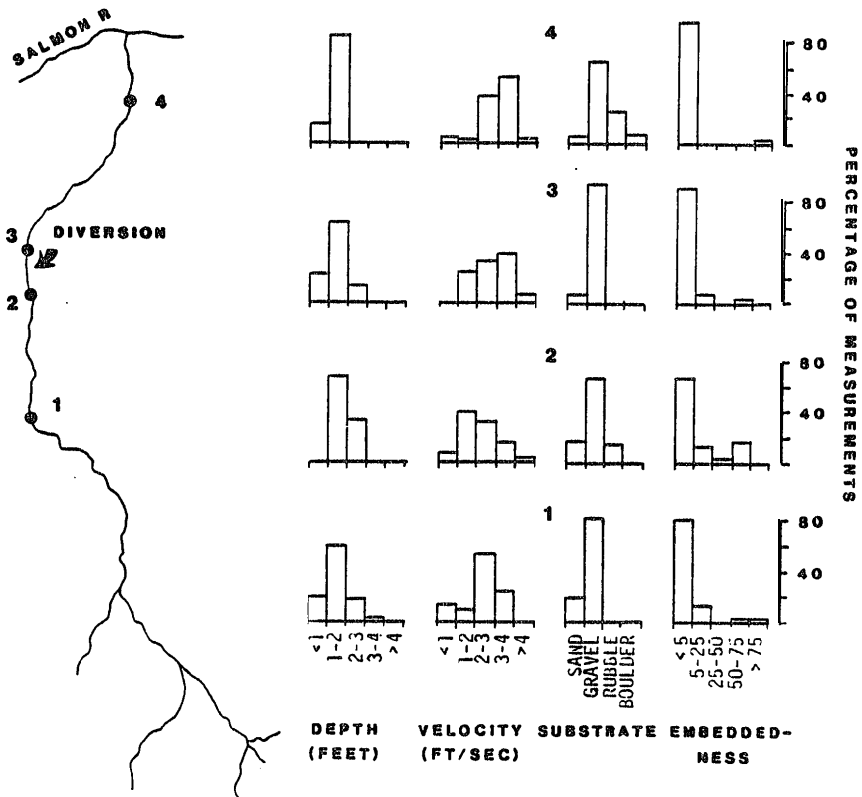 SALMON R
4
3
DIVERSION
2
1
4
80
40
3
80
40
2
80
40
1
80
40
PERCENTAGE OF MEASUREMENTS
<1
1-2
2-3
3-4
>4
<1
1-2
2-3
3-4
>4
SAND
GRAVEL
RUBBLE
BOULDER
<5
5-25
25-50
50-75
>75
DEPTH
(FEET)
VELOCITY
(FT/SEC)
SUBSTRATE
EMBEDDED-
NESS